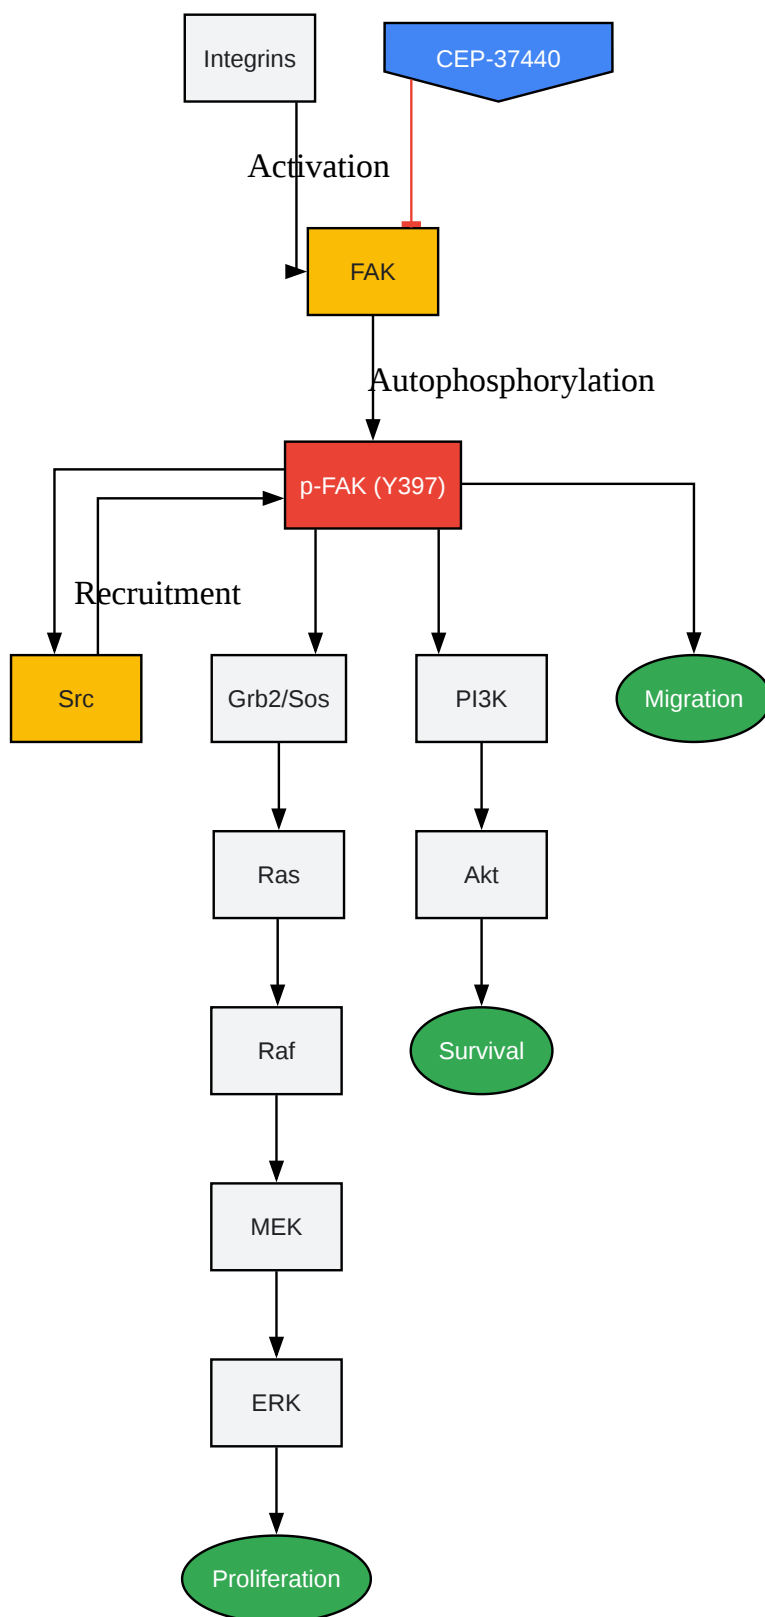 Integrins
CEP-37440
Activation
FAK
Autophosphorylation
p-FAK (Y397)
Recruitment
Src
Grb2/Sos
PI3K
Migration
Ras
Akt
Raf
Survival
MEK
ERK
Proliferation